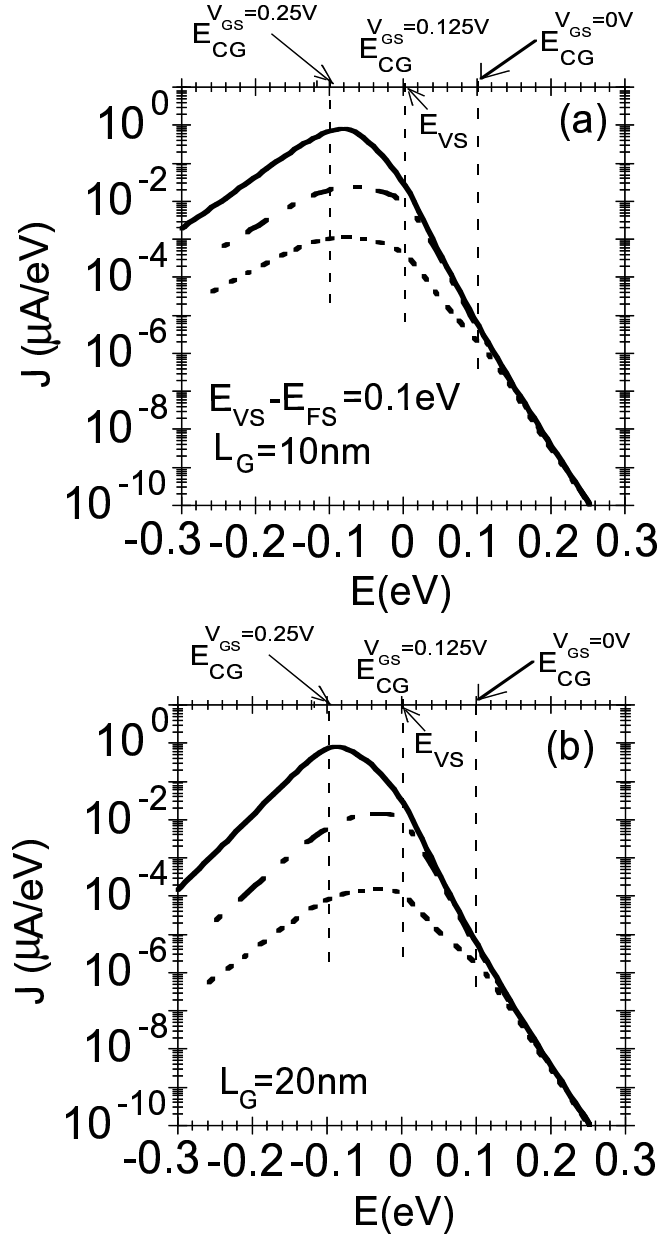 E_CG^V_GS=0.25V E_CG^V_GS=0.125V E_CG^V_GS=0V
E_VS (a)
10^0
10^-2
10^-4
10^-6
10^-8
10^-10
J (μA/eV)
E_VS-E_FS=0.1eV
L_G=10nm
-0.3 -0.2 -0.1 0 0.1 0.2 0.3
E(eV)
E_CG^V_GS=0.25V E_CG^V_GS=0.125V E_CG^V_GS=0V
E_VS (b)
10^0
10^-2
10^-4
10^-6
10^-8
10^-10
J (μA/eV)
L_G=20nm
-0.3 -0.2 -0.1 0 0.1 0.2 0.3
E(eV)